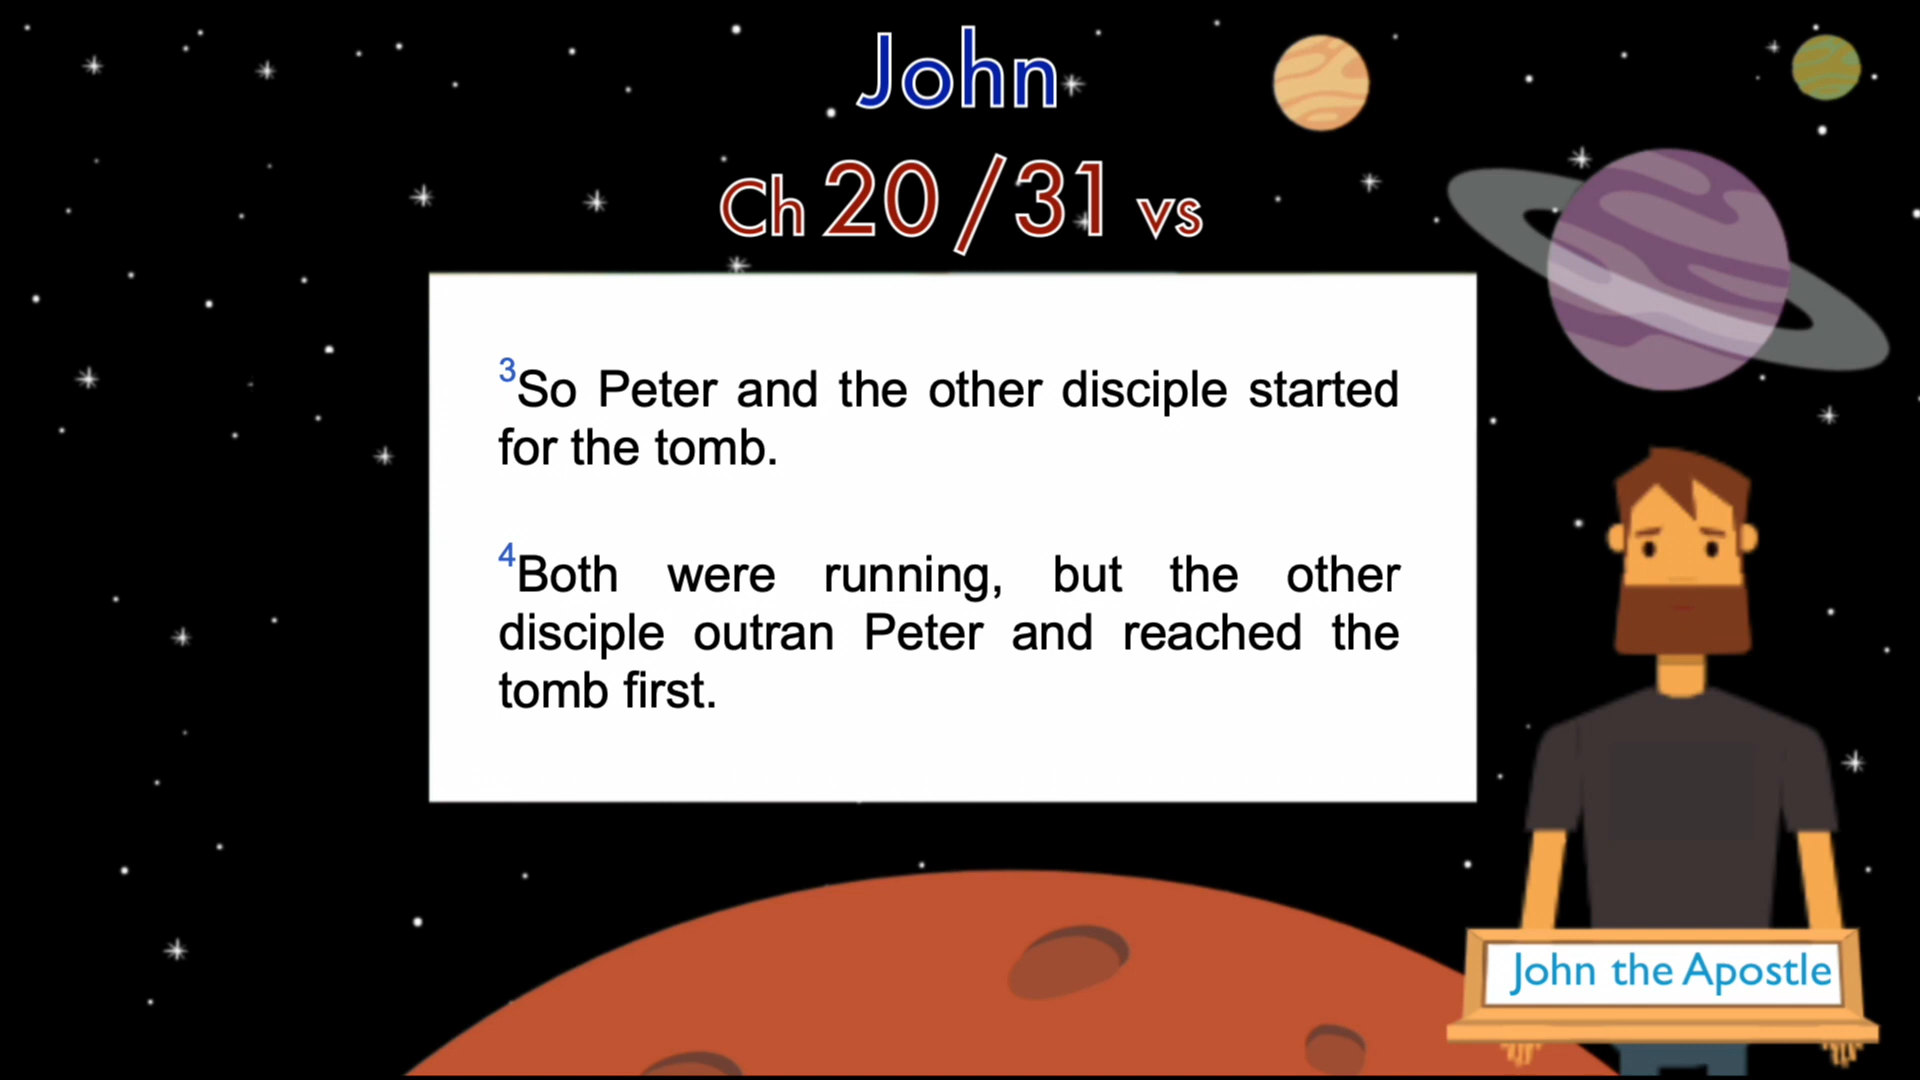 John
Ch 20/31 vs
3So Peter and the other disciple started
for the tomb.
4Both were running, but the other
disciple outran Peter and reached the
tomb first.
John the Apostle